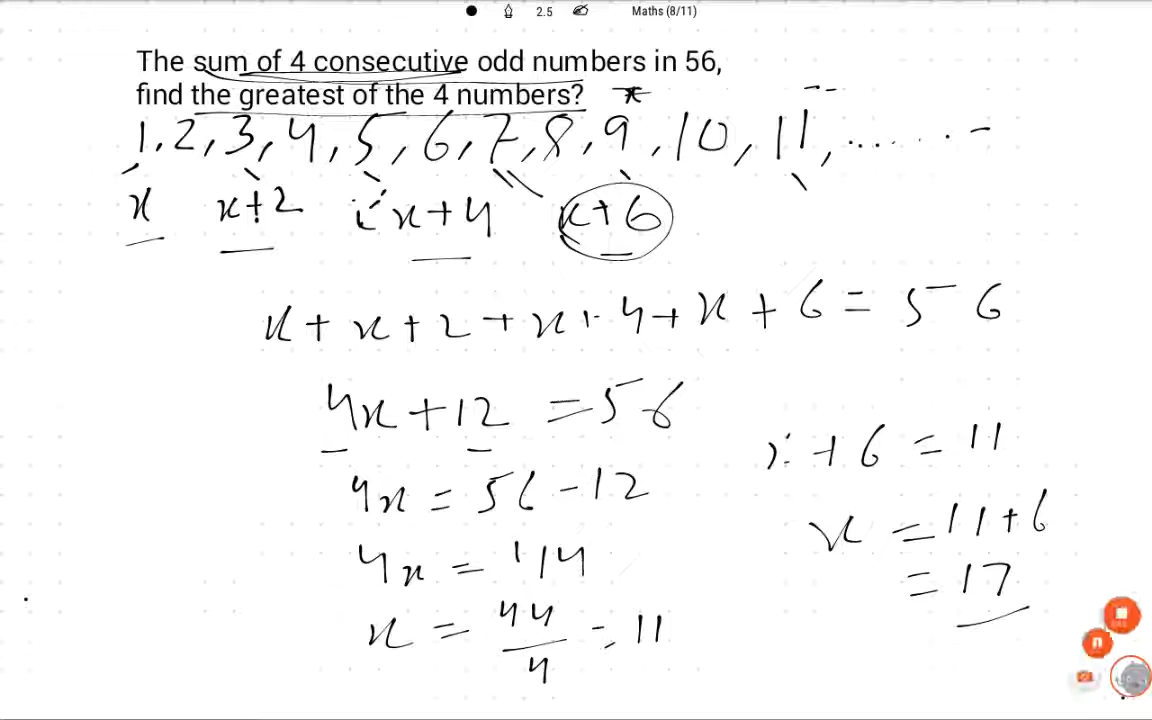 2.5 Maths (8/11)
The sum of 4 consecutive odd numbers in 56,
find the greatest of the 4 numbers? x
1, 2, 3, 4, 5, 6, 7, 8, 9, 10, 11, ...... -
x x+2 x+4 x+6
x + x + 2 + x + 4 + x + 6 = 56
4x + 12 = 56
4x = 56 - 12
4x = 44
x = 44/4 = 11
x + 6 = 11
x = 11 + 6
= 17